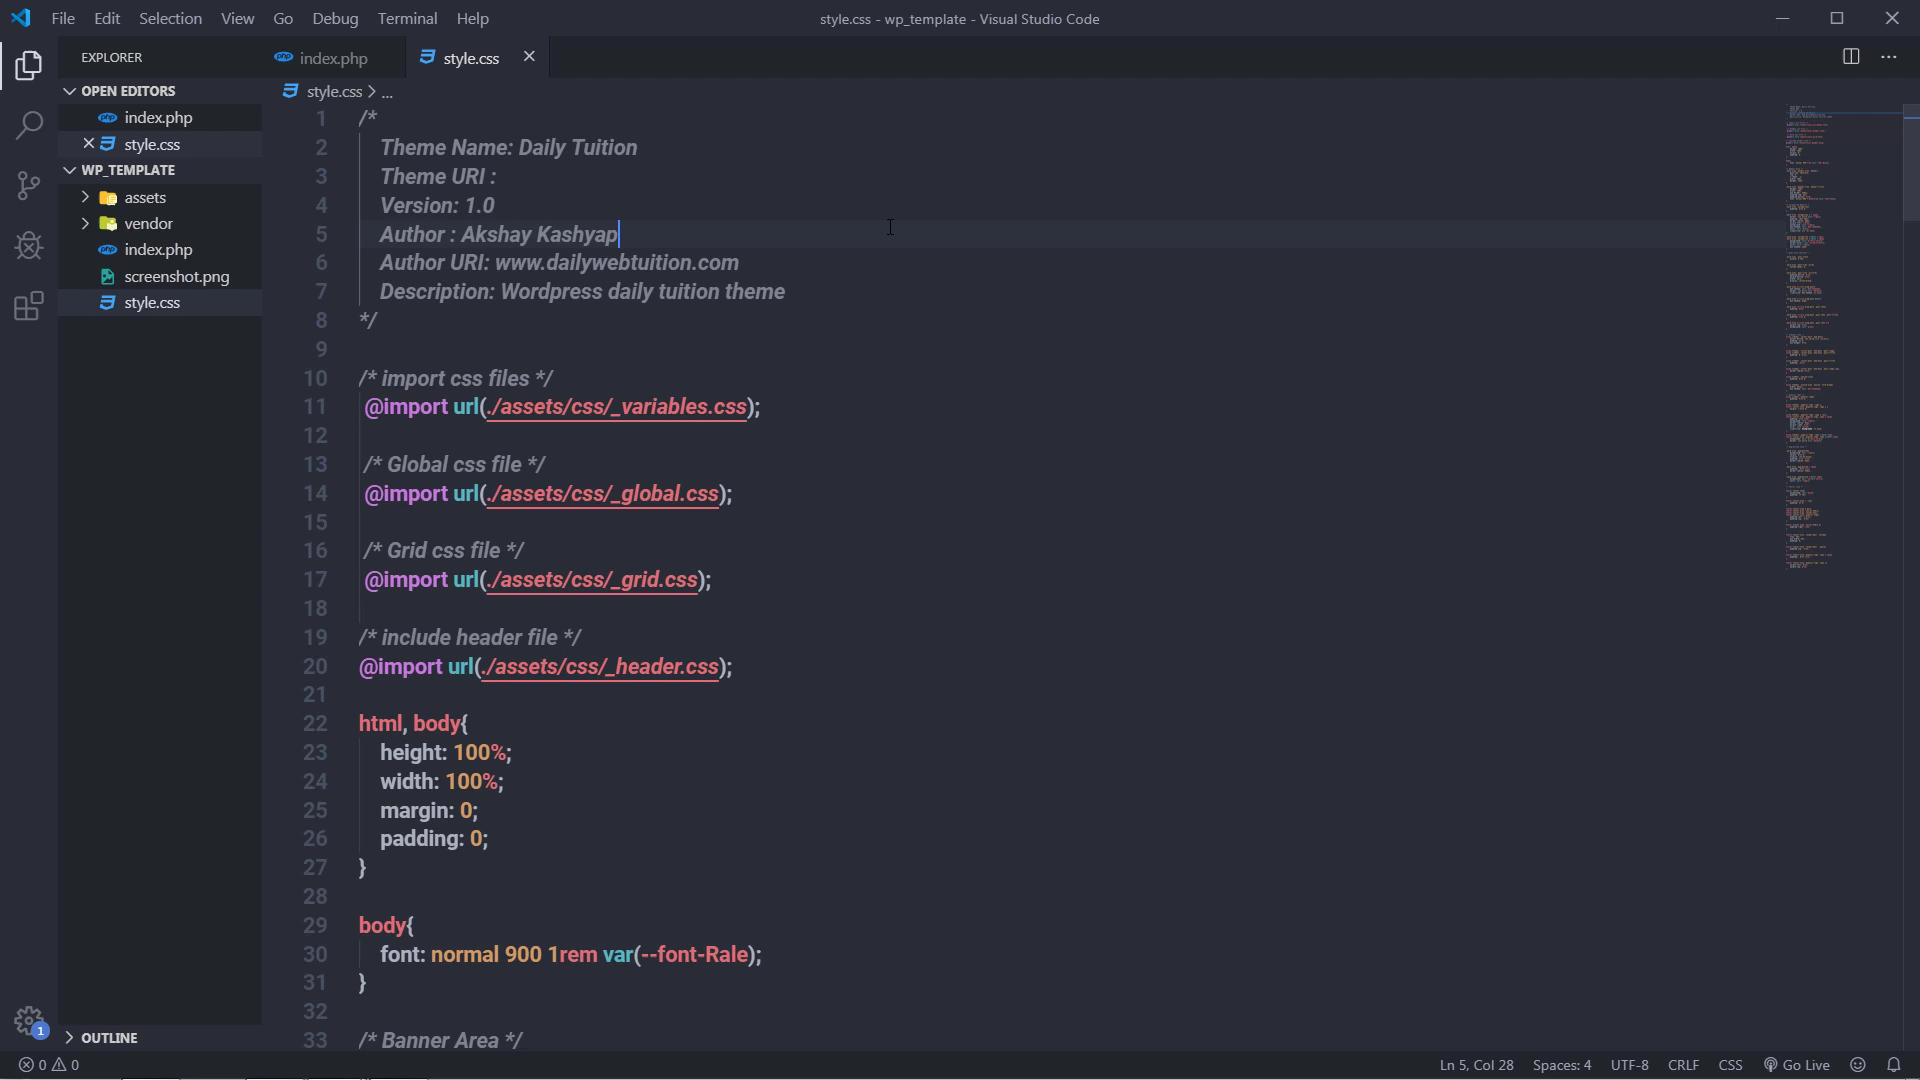 File Edit Selection View Go Debug Terminal Help style.css - wp_template - Visual Studio Code
EXPLORER php index.php style.css
OPEN EDITORS
php index.php
style.css
WP_TEMPLATE
assets
vendor
php index.php
screenshot.png
style.css
OUTLINE
style.css > ...
1 /*
2 Theme Name: Daily Tuition
3 Theme URI :
4 Version: 1.0
5 Author : Akshay Kashyap
6 Author URI: www.dailywebtuition.com
7 Description: Wordpress daily tuition theme
8 */
9
10 /* import css files */
11 @import url(./assets/css/_variables.css);
12
13 /* Global css file */
14 @import url(./assets/css/_global.css);
15
16 /* Grid css file */
17 @import url(./assets/css/_grid.css);
18
19 /* include header file */
20 @import url(./assets/css/_header.css);
21
22 html, body{
23 height: 100%;
24 width: 100%;
25 margin: 0;
26 padding: 0;
27 }
28
29 body{
30 font: normal 900 1rem var(--font-Rale);
31 }
32
33 /* Banner Area */
1
0 0 Ln 5, Col 28 Spaces: 4 UTF-8 CRLF CSS Go Live